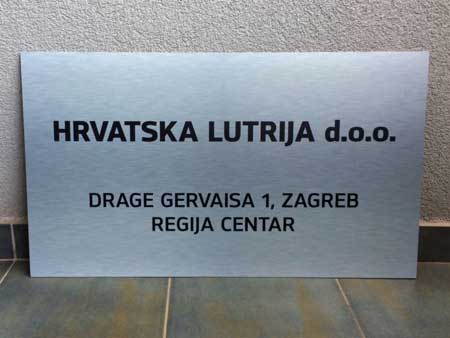 HRVATSKA LUTRIJA d.o.o.
DRAGE GERVAISA 1, ZAGREB
REGIJA CENTAR